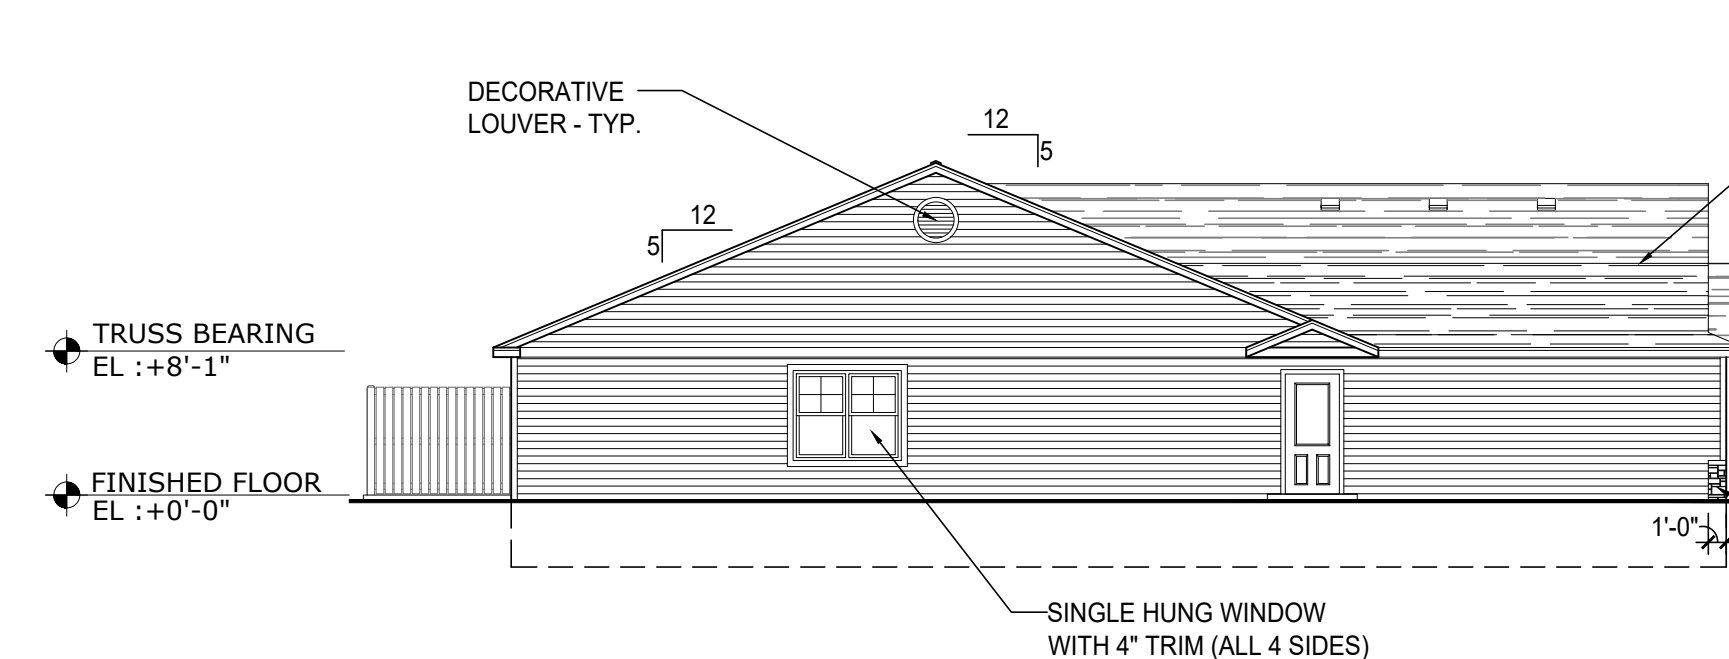 DECORATIVE
LOUVER - TYP.
12
5
12
5
TRUSS BEARING
EL :+8'-1"
FINISHED FLOOR
EL :+0'-0"
1'-0"
SINGLE HUNG WINDOW
WITH 4" TRIM (ALL 4 SIDES)